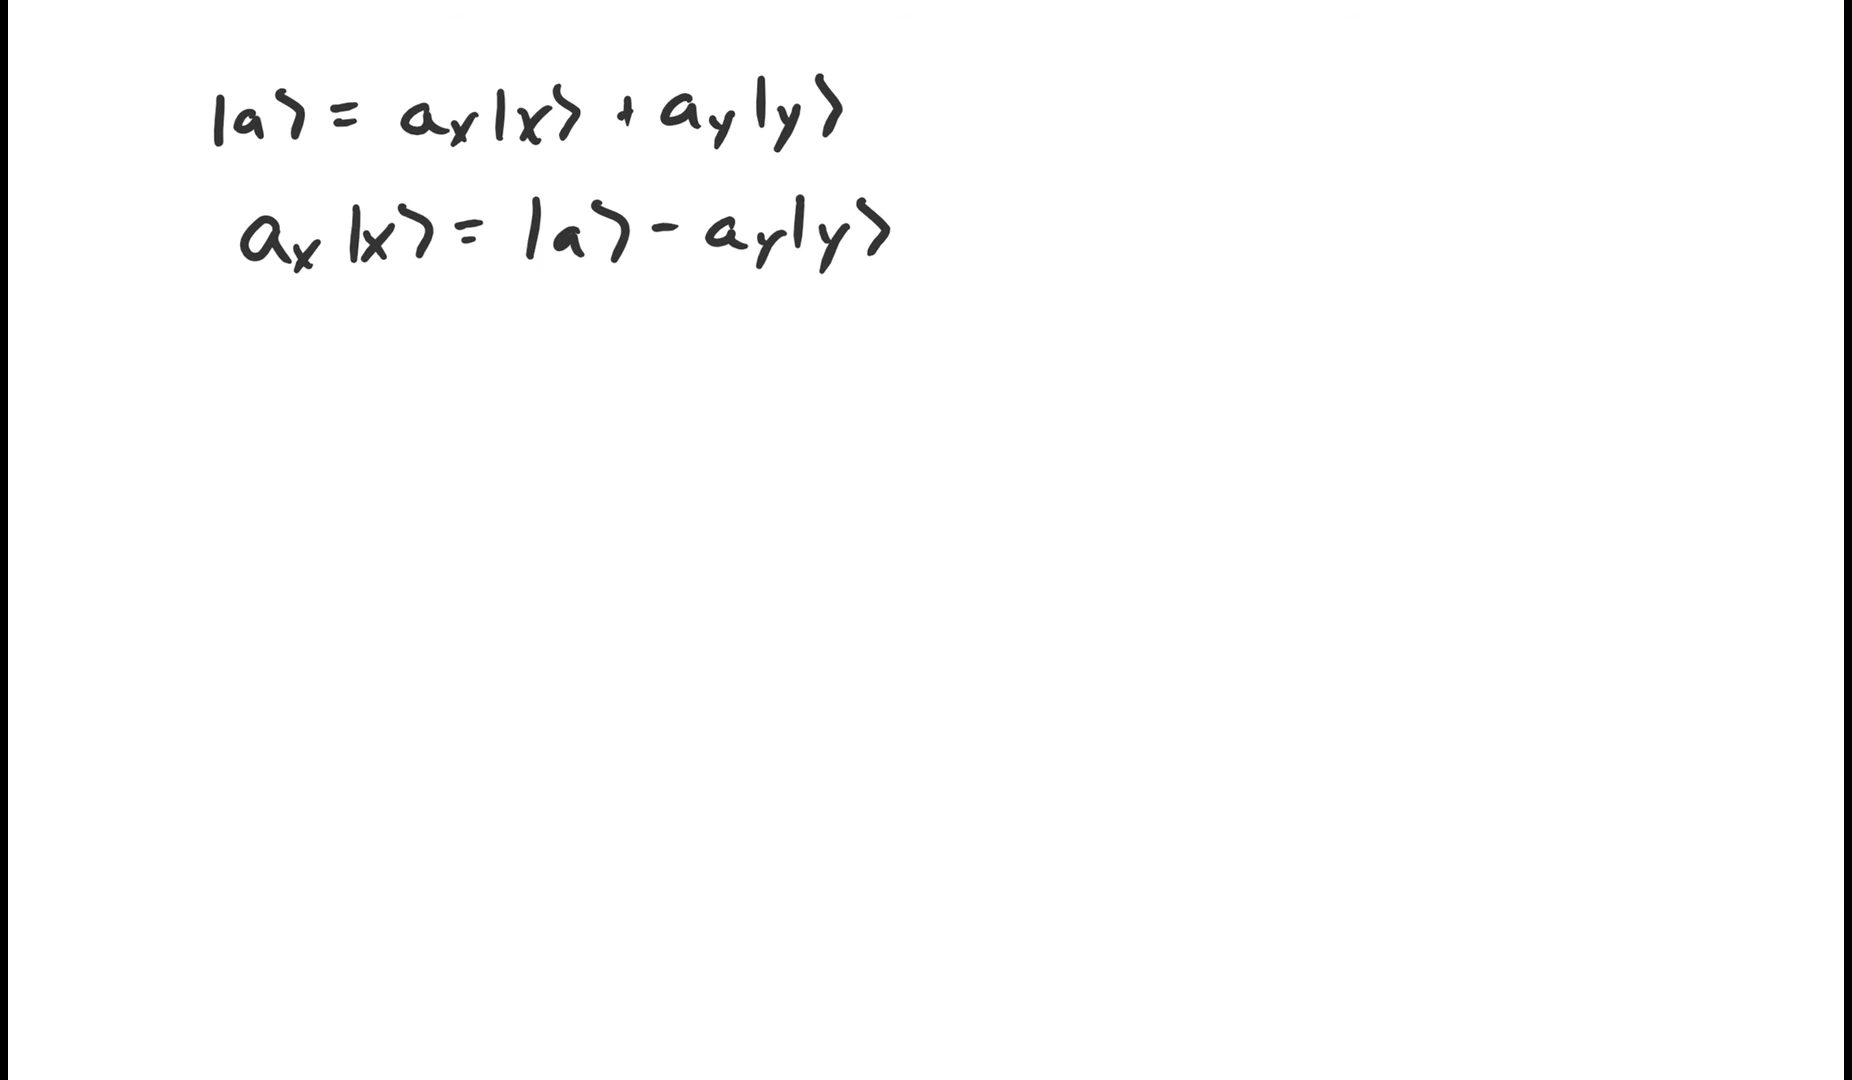 |a⟩ = aₓ|x⟩ + a_y|y⟩
aₓ|x⟩ = |a⟩ - a_y|y⟩